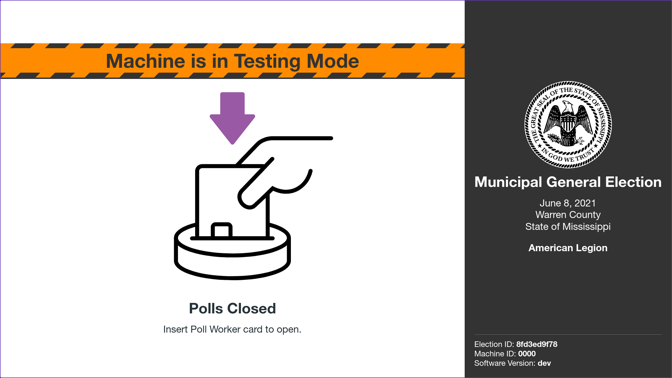 Machine is in Testing Mode
Polls Closed
Insert Poll Worker card to open.
THE GREAT SEAL OF THE STATE OF MISSISSIPPI
IN GOD WE TRUST
Municipal General Election
June 8, 2021
Warren County
State of Mississippi
American Legion
Election ID: 8fd3ed9f78
Machine ID: 0000
Software Version: dev